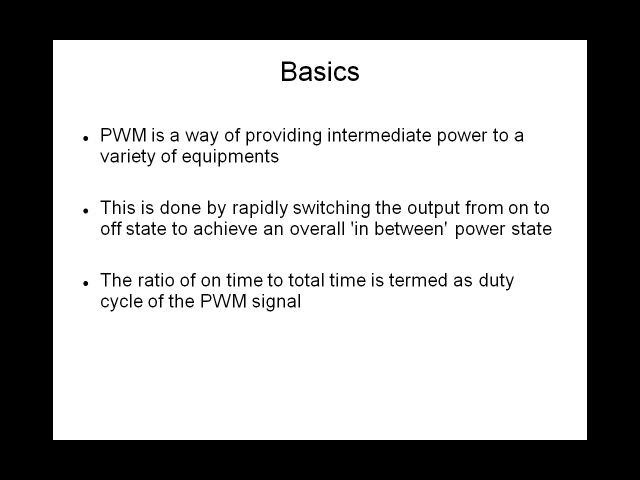 Basics
PWM is a way of providing intermediate power to a
variety of equipments
This is done by rapidly switching the output from on to
off state to achieve an overall 'in between' power state
The ratio of on time to total time is termed as duty
cycle of the PWM signal